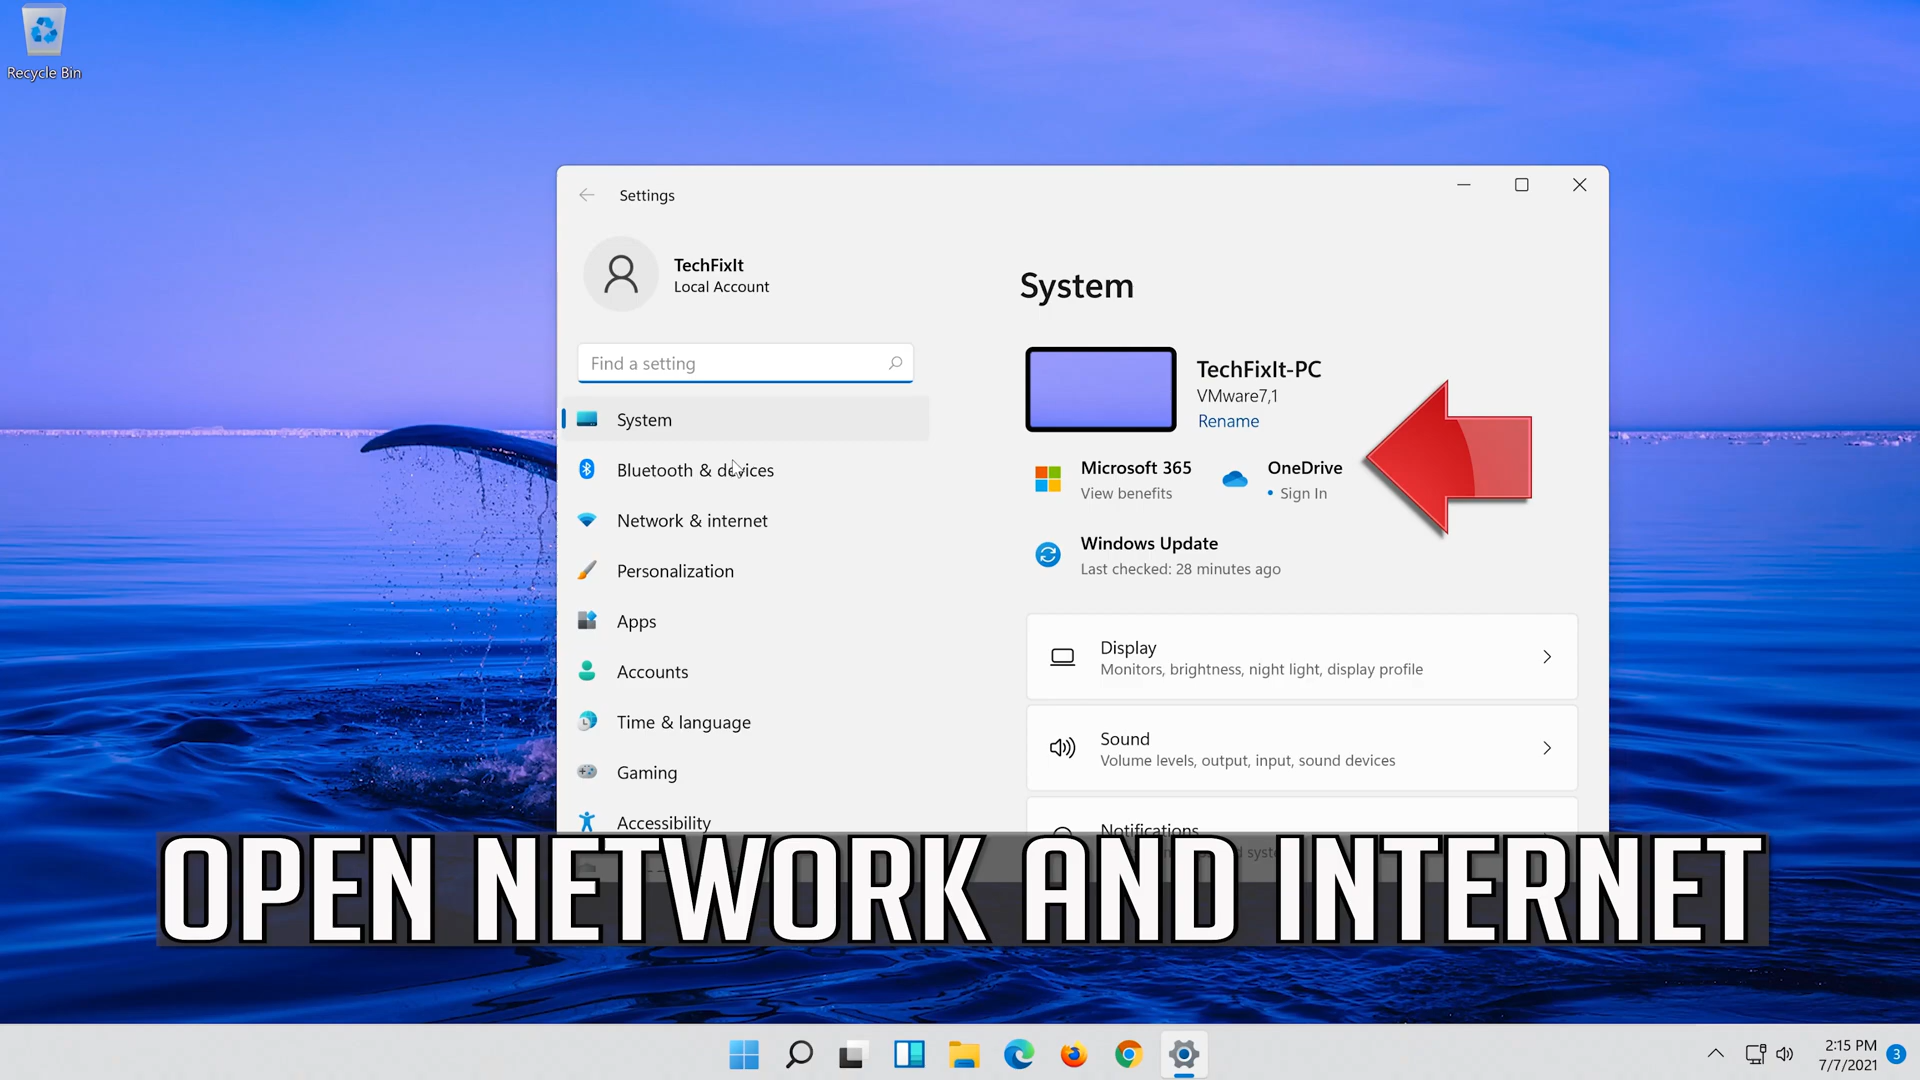 Recycle Bin
Settings
TechFixIt
Local Account
Find a setting
System
Bluetooth & devices
Network & internet
Personalization
Apps
Accounts
Time & language
Gaming
Accessibility
System
TechFixIt-PC
VMware7,1
Rename
Microsoft 365
View benefits
OneDrive
• Sign In
Windows Update
Last checked: 28 minutes ago
Display
Monitors, brightness, night light, display profile
Sound
Volume levels, output, input, sound devices
Notifications
OPEN NETWORK AND INTERNET
2:15 PM
7/7/2021
3